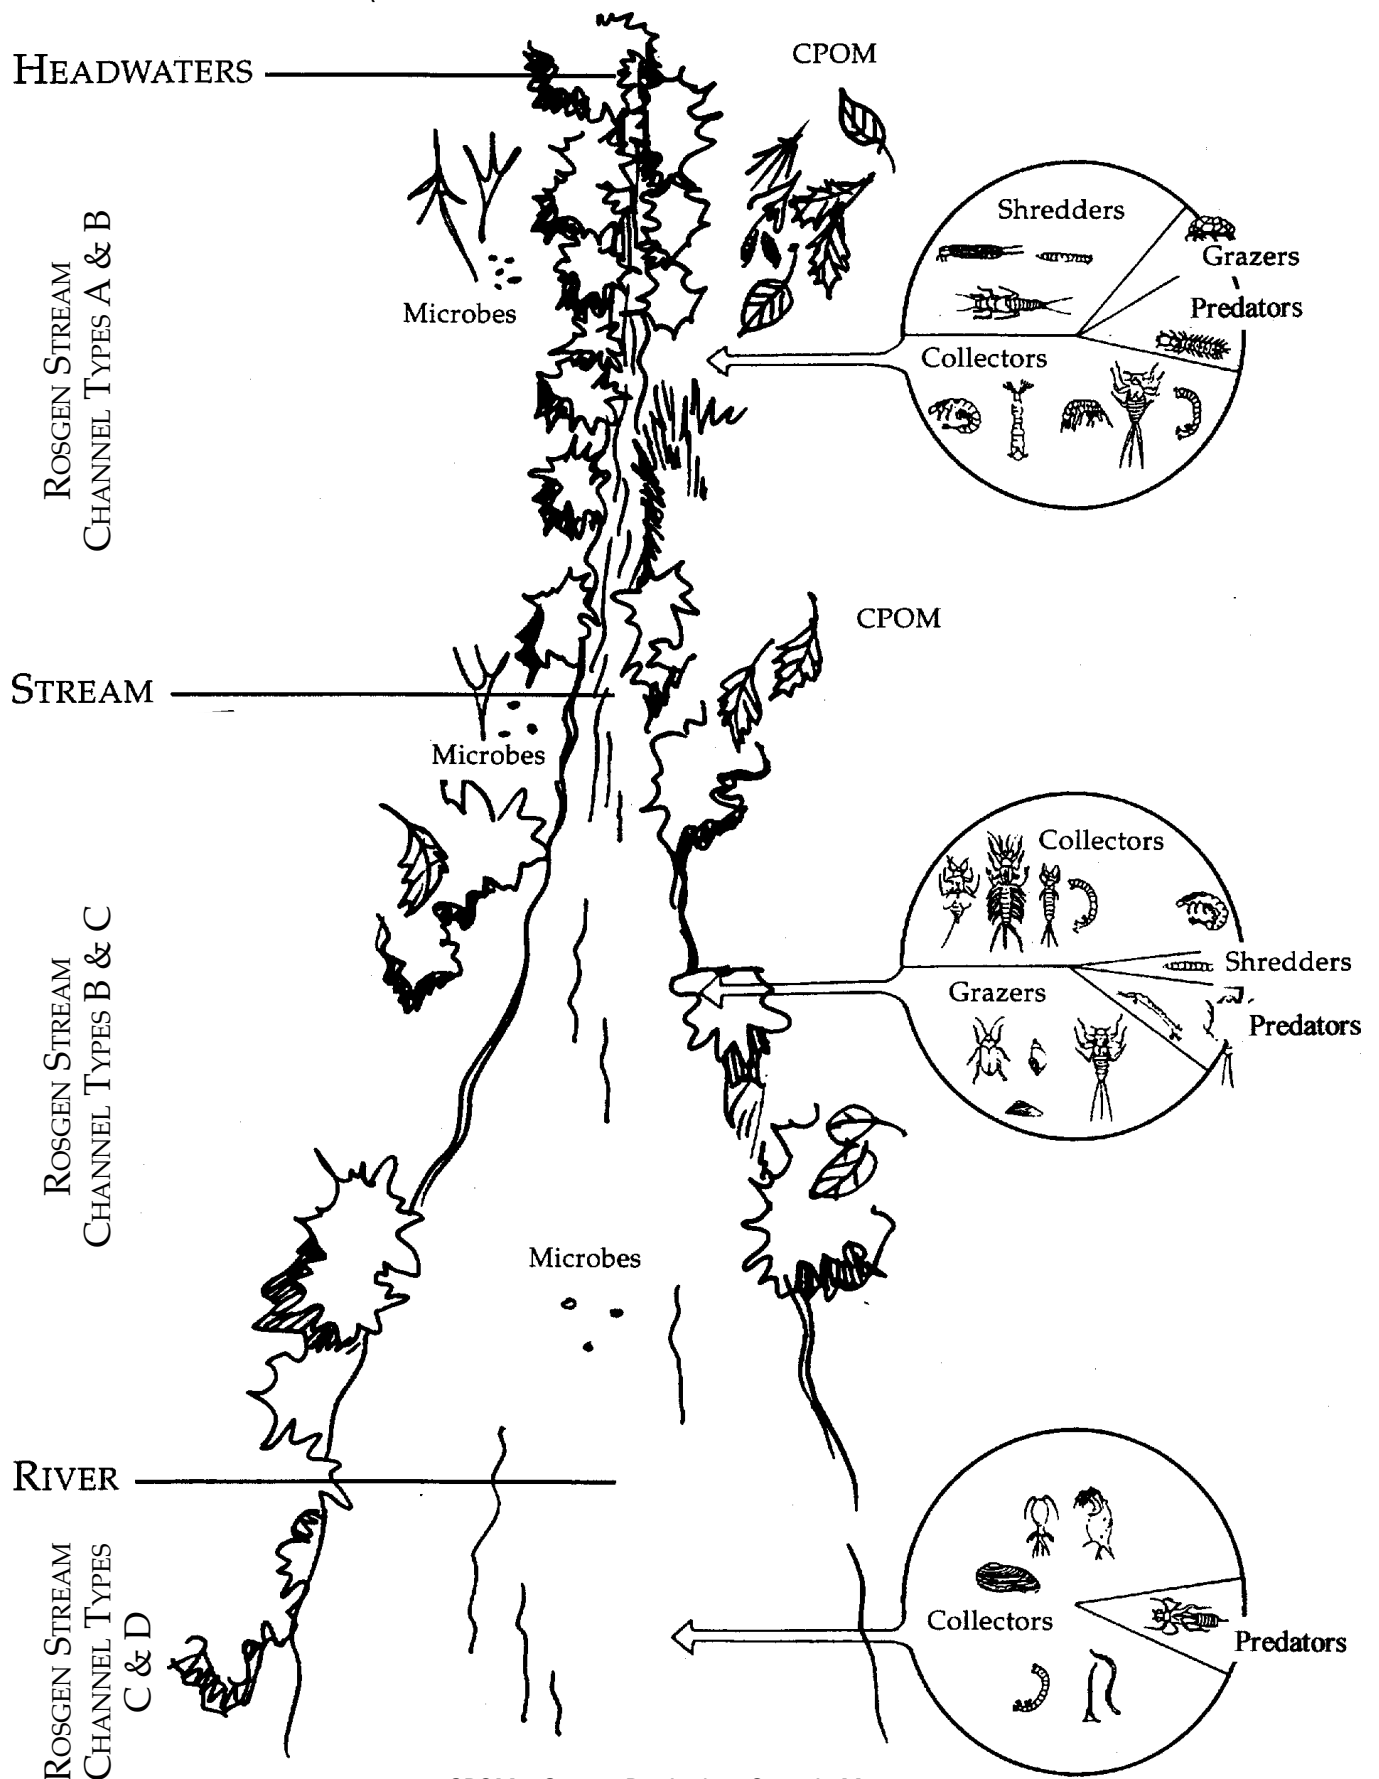 HEADWATERS
CPOM
ROSGEN STREAM
CHANNEL TYPES A & B
Microbes
Shredders
Grazers
Predators
Collectors
CPOM
STREAM
Microbes
ROSGEN STREAM
CHANNEL TYPES B & C
Collectors
Shredders
Grazers
Predators
Microbes
RIVER
ROSGEN STREAM
CHANNEL TYPES
C & D
Collectors
Predators